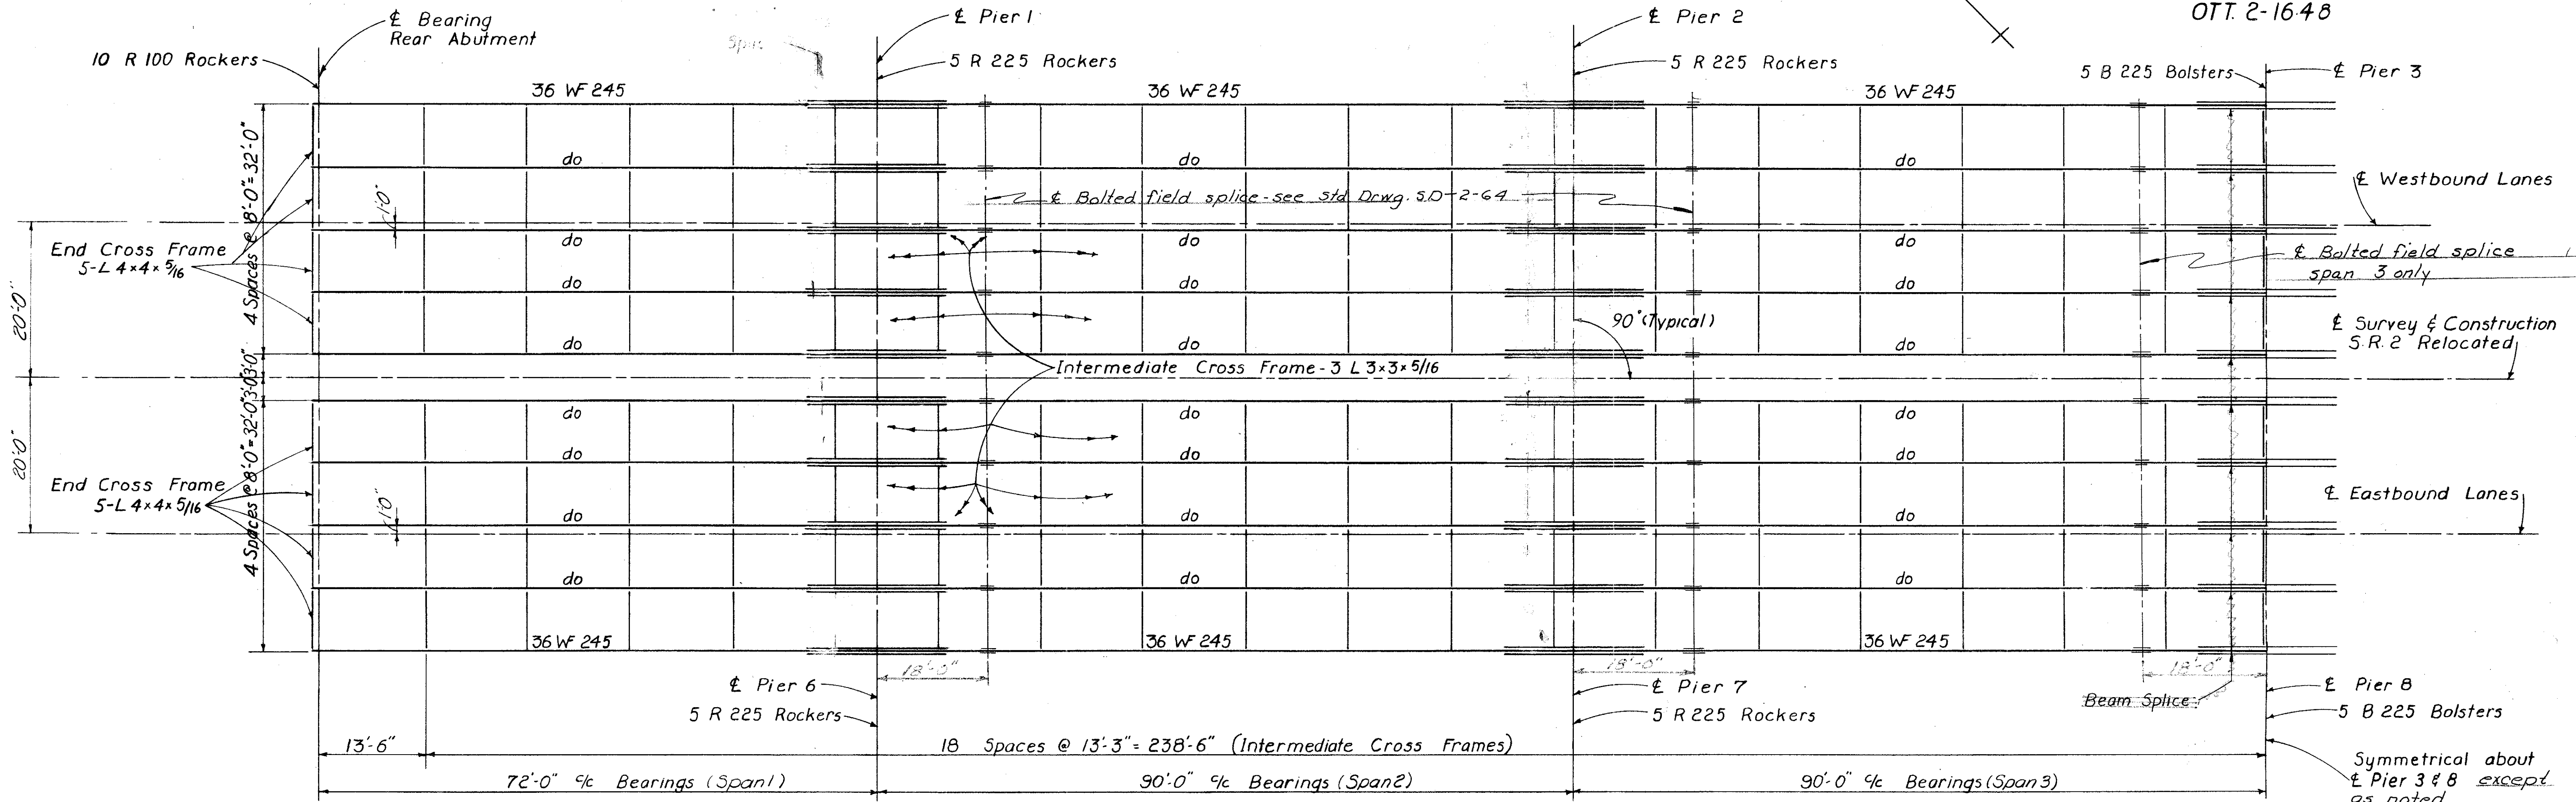 OTT. 2-16.48
℄ Bearing
Rear Abutment
10 R 100 Rockers
℄ Pier 1
5 R 225 Rockers
℄ Pier 2
5 R 225 Rockers
5 B 225 Bolsters
℄ Pier 3
36 WF 245
36 WF 245
36 WF 245
4 Spaces @ 8'-0" = 32'-0"
do
do
do
1'-0"
℄ Bolted field splice - see std Drwg. SD-2-64
℄ Westbound Lanes
End Cross Frame
5-L 4×4×5/16
do
do
do
℄ Bolted field splice
span 3 only
do
do
do
20'-0"
90° (Typical)
℄ Survey & Construction
S.R. 2 Relocated
do
do
do
3'-0"
3'-0"
Intermediate Cross Frame - 3 L 3×3×5/16
do
do
do
20'-0"
4 Spaces @ 8'-0" = 32'-0"
do
do
do
End Cross Frame
5-L 4×4×5/16
1'-0"
do
do
do
℄ Eastbound Lanes
do
do
do
36 WF 245
36 WF 245
36 WF 245
18'-0"
18'-0"
18'-0"
℄ Pier 6
5 R 225 Rockers
℄ Pier 7
5 R 225 Rockers
Beam Splice
℄ Pier 8
5 B 225 Bolsters
13'-6"
18 Spaces @ 13'-3" = 238'-6" (Intermediate Cross Frames)
72'-0" c/c Bearings (Span 1)
90'-0" c/c Bearings (Span 2)
90'-0" c/c Bearings (Span 3)
Symmetrical about
℄ Pier 3 & 8 except
as noted